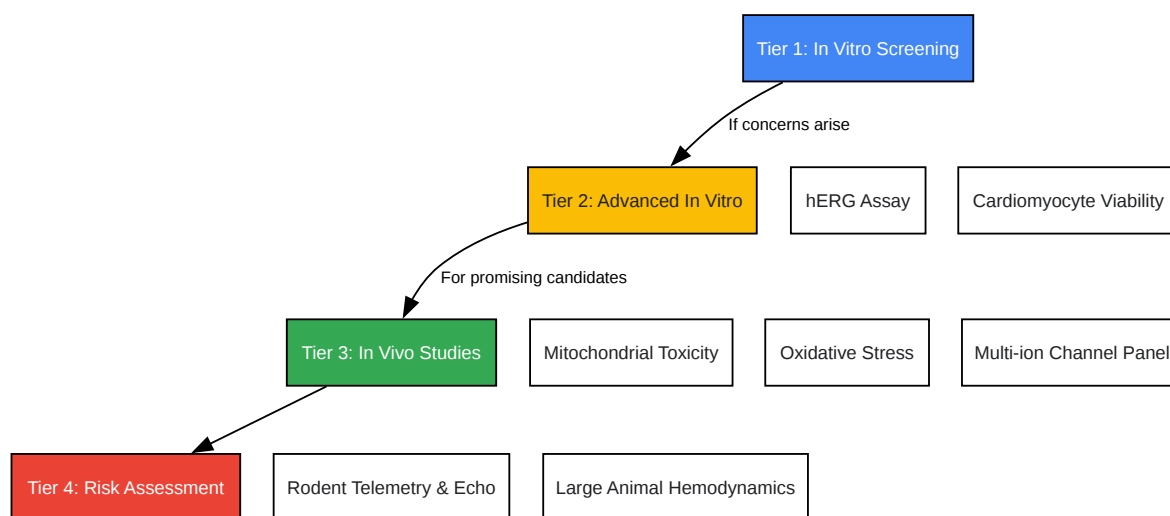 Tier 1: In Vitro Screening
If concerns arise
Tier 2: Advanced In Vitro
hERG Assay
Cardiomyocyte Viability
For promising candidates
Tier 3: In Vivo Studies
Mitochondrial Toxicity
Oxidative Stress
Multi-ion Channel Panel
Tier 4: Risk Assessment
Rodent Telemetry & Echo
Large Animal Hemodynamics